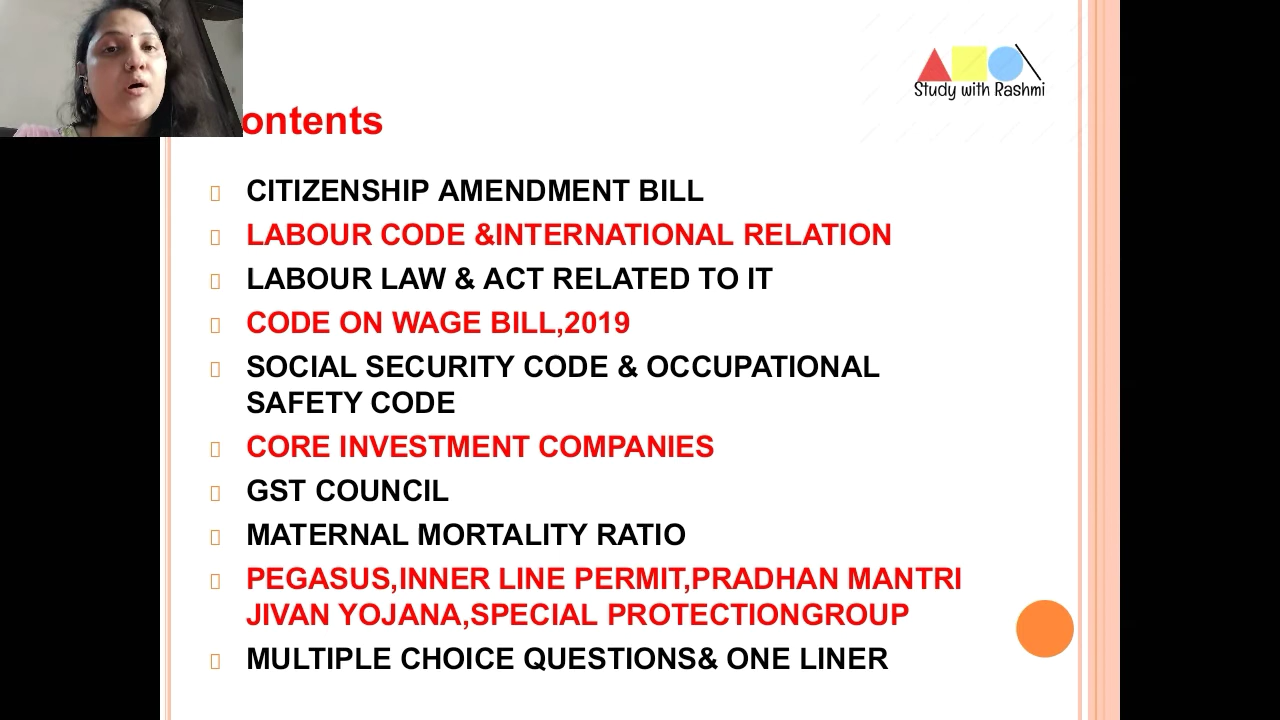 Study with Rashmi
ontents
CITIZENSHIP AMENDMENT BILL
LABOUR CODE &INTERNATIONAL RELATION
LABOUR LAW & ACT RELATED TO IT
CODE ON WAGE BILL,2019
SOCIAL SECURITY CODE & OCCUPATIONAL
SAFETY CODE
CORE INVESTMENT COMPANIES
GST COUNCIL
MATERNAL MORTALITY RATIO
PEGASUS,INNER LINE PERMIT,PRADHAN MANTRI
JIVAN YOJANA,SPECIAL PROTECTIONGROUP
MULTIPLE CHOICE QUESTIONS& ONE LINER